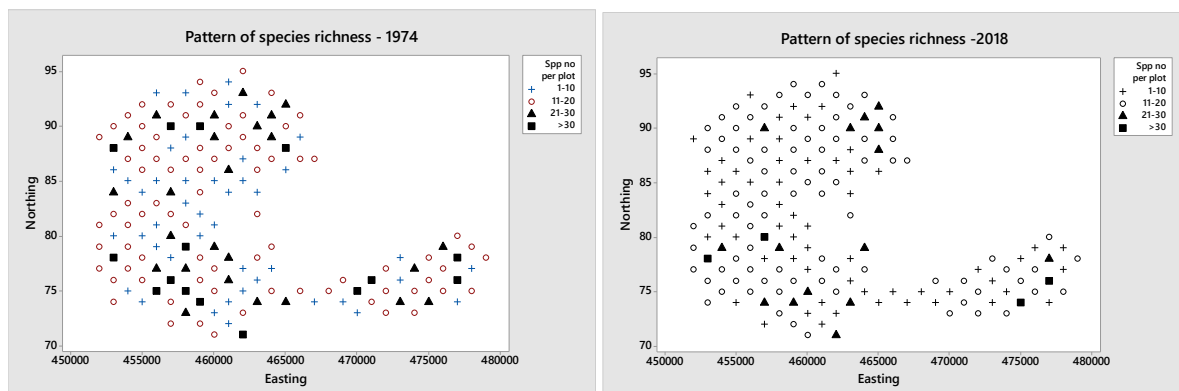 Pattern of species richness - 1974
Spp no
per plot
1-10
11-20
21-30
>30
Northing
95
90
85
80
75
70
450000 455000 460000 465000 470000 475000 480000
Easting
Pattern of species richness -2018
Spp no
per plot
1-10
11-20
21-30
>30
Northing
95
90
85
80
75
70
450000 455000 460000 465000 470000 475000 480000
Easting